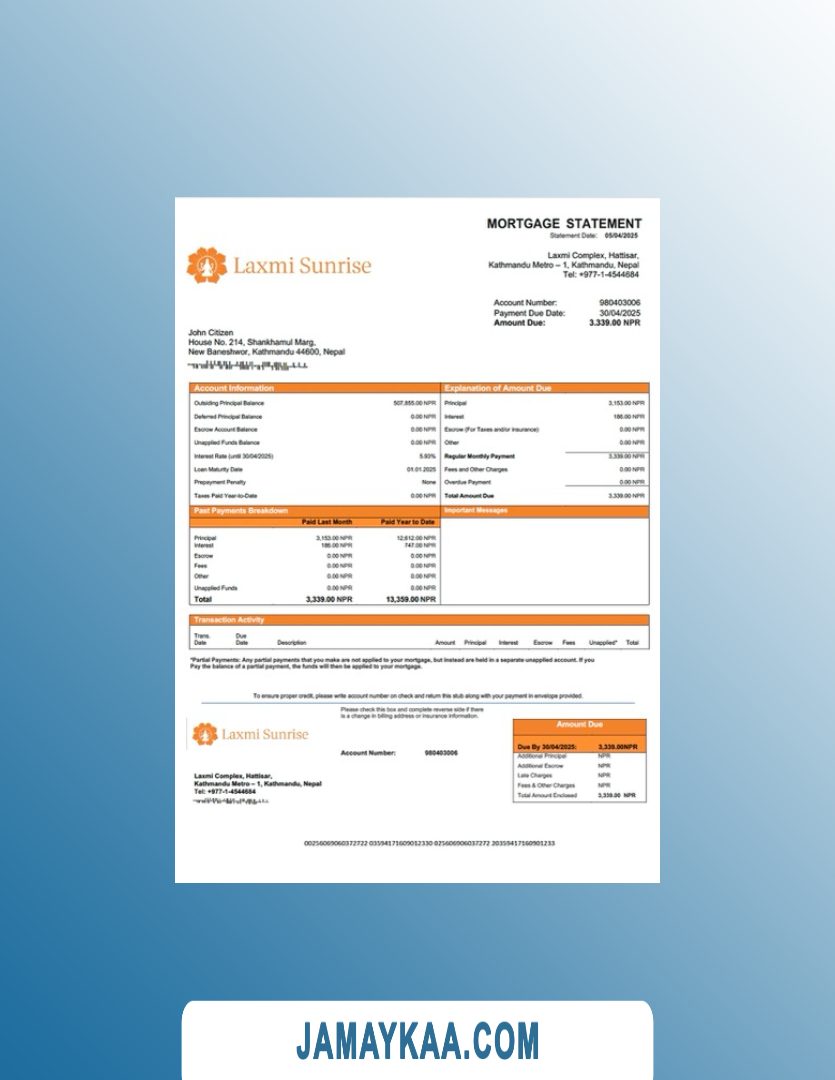 MORTGAGE STATEMENT
Statement Date: 05/04/2025
Laxmi Sunrise
Laxmi Complex, Hattisar,
Kathmandu Metro – 1, Kathmandu, Nepal
Tel: +977-1-4544684
Account Number: 980403006
Payment Due Date: 30/04/2025
Amount Due: 3.339.00 NPR
John Citizen
House No. 214, Shankhamul Marg,
New Baneshwor, Kathmandu 44600, Nepal
Account Information
Outsiding Principal Balance 507,855.00 NPR
Deferred Principal Balance 0.00 NPR
Escrow Account Balance 0.00 NPR
Unapplied Funds Balance 0.00 NPR
Interest Rate (until 30/04/2025) 5.93%
Loan Maturity Date 01.01.2025
Prepayment Penalty None
Taxes Paid Year-to-Date 0.00 NPR
Explanation of Amount Due
Principal 3,153.00 NPR
Interest 186.00 NPR
Escrow (For Taxes and/or insurance) 0.00 NPR
Other 0.00 NPR
Regular Monthly Payment 3,339.00 NPR
Fees and Other Charges 0.00 NPR
Overdue Payment 0.00 NPR
Total Amount Due 3,339.00 NPR
Past Payments Breakdown
Paid Last Month Paid Year to Date
Principal 3,153.00 NPR 12,612.00 NPR
Interest 186.00 NPR 747.00 NPR
Escrow 0.00 NPR 0.00 NPR
Fees 0.00 NPR 0.00 NPR
Other 0.00 NPR 0.00 NPR
Unapplied Funds 0.00 NPR 0.00 NPR
Total 3,339.00 NPR 13,359.00 NPR
Important Messages
Transaction Activity
Trans. Date Due Date Description Amount Principal Interest Escrow Fees Unapplied* Total
*Partial Payments: Any partial payments that you make are not applied to your mortgage, but instead are held in a separate unapplied account. If you
Pay the balance of a partial payment, the funds will then be applied to your mortgage.
To ensure proper credit, please write account number on check and return this stub along with your payment in envelope provided.
Please check this box and complete reverse side if there
is a change in billing address or insurance information.
Laxmi Sunrise
Account Number: 980403006
Laxmi Complex, Hattisar,
Kathmandu Metro – 1, Kathmandu, Nepal
Tel: +977-1-4544684
Amount Due
Due By 30/04/2025: 3,339.00NPR
Additional Principal NPR
Additional Escrow NPR
Late Charges NPR
Fees & Other Charges NPR
Total Amount Enclosed 3,339.00 NPR
00256069060372722 03594171609012330 025606906037272 20359417160901233
JAMAYKAA.COM